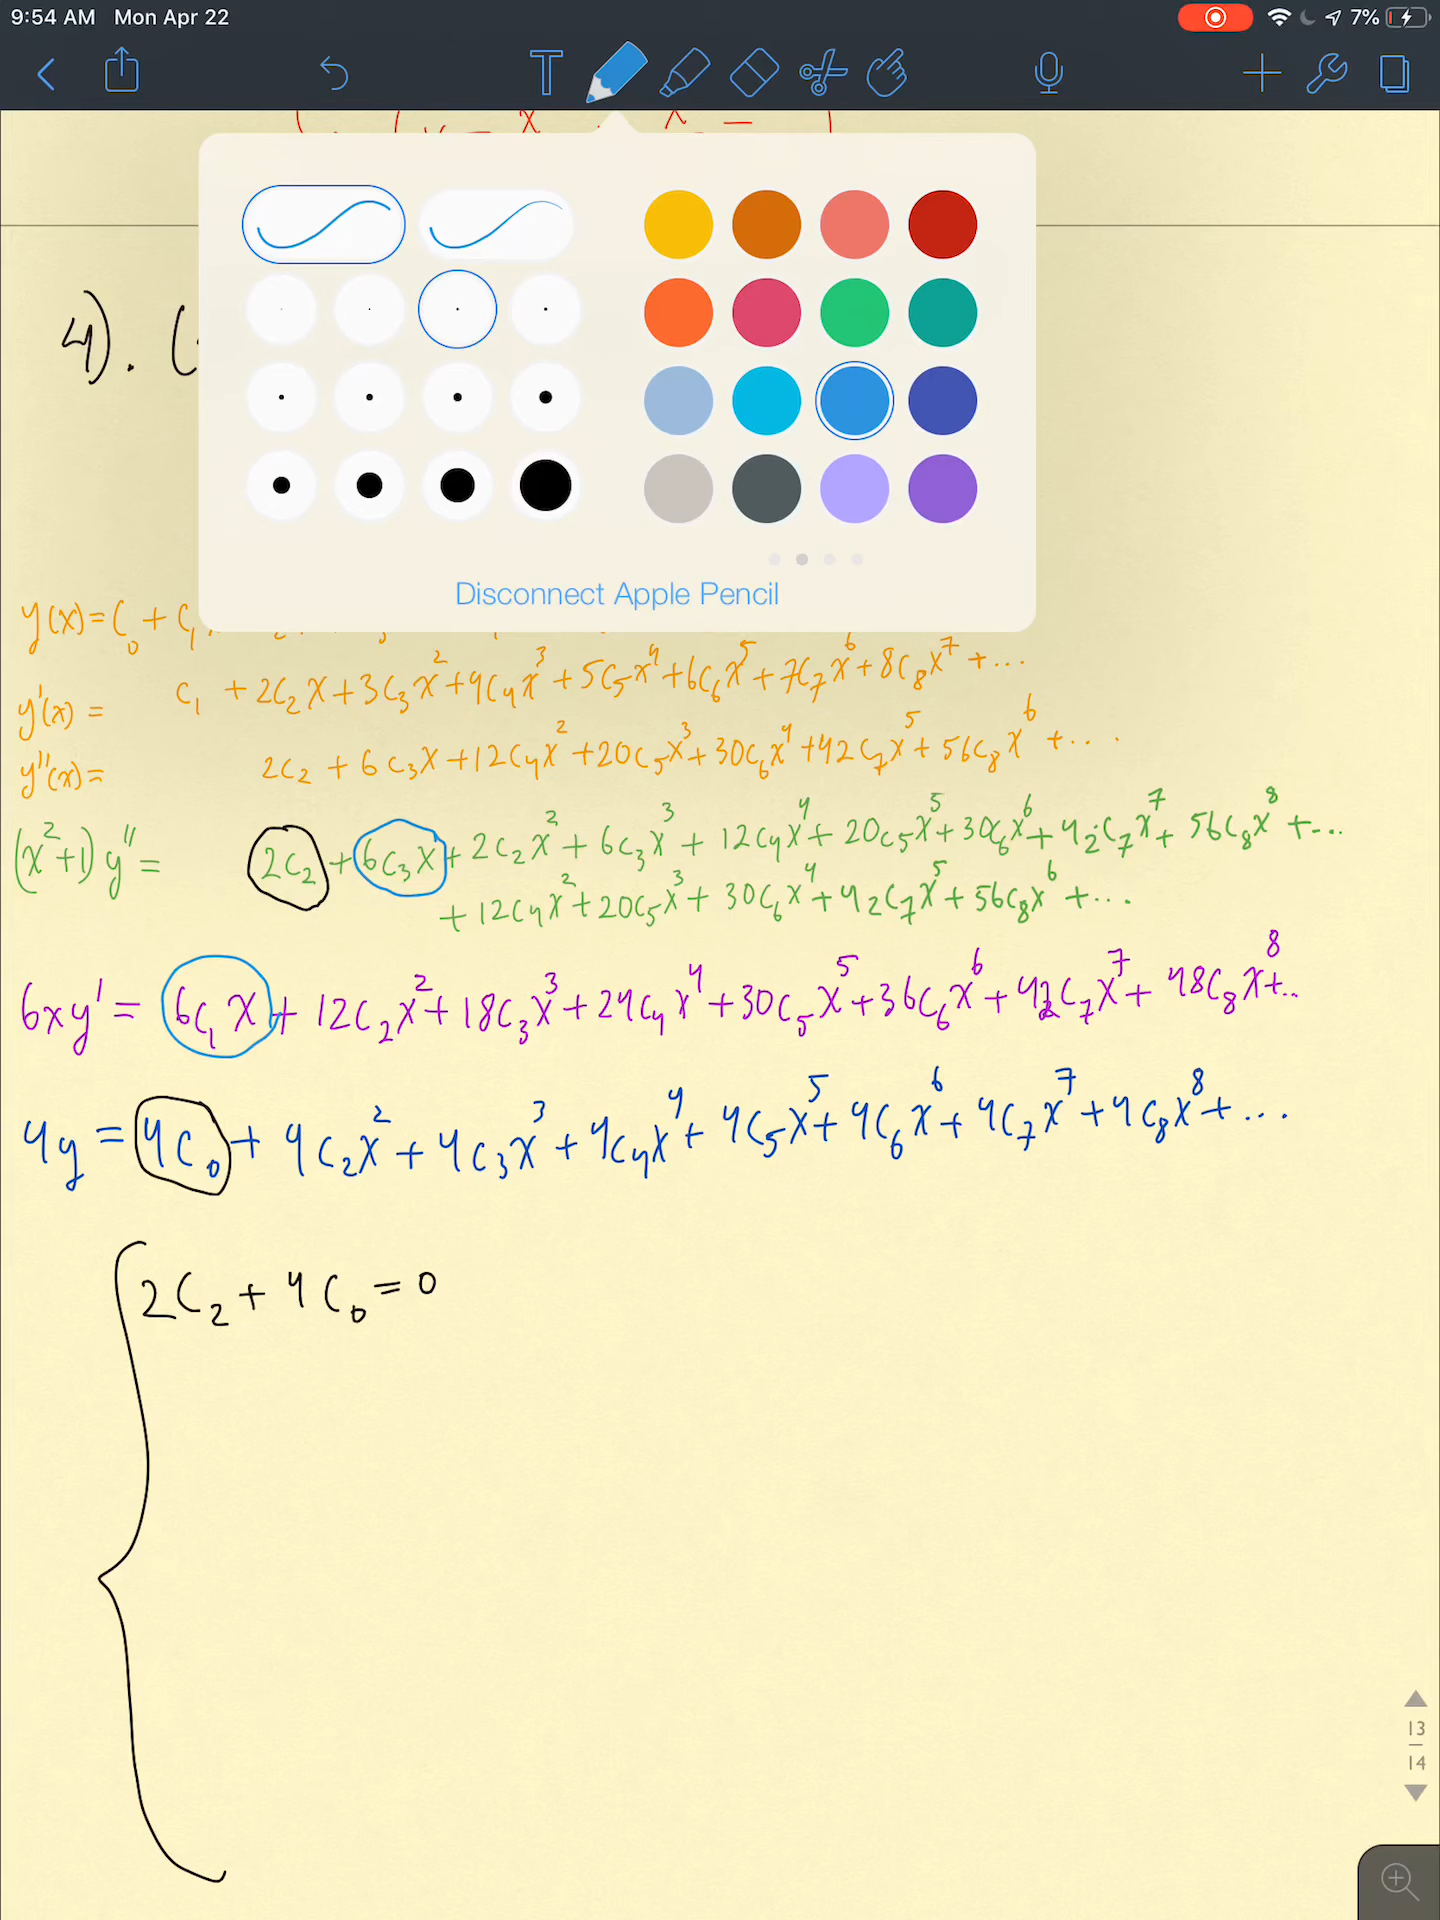 9:54 AM Mon Apr 22 7%
T
4). (
Disconnect Apple Pencil
y(x) = C₀ + C₁
y'(x) = C₁ + 2C₂x + 3C₃x² + 4C₄x³ + 5C₅x⁴ + 6C₆x⁵ + 7C₇x⁶ + 8C₈x⁷ + ...
y''(x) = 2C₂ + 6C₃x + 12C₄x² + 20C₅x³ + 30C₆x⁴ + 42C₇x⁵ + 56C₈x⁶ + ...
(x²+1)y'' = 2C₂ + 6C₃x + 2C₂x² + 6C₃x³ + 12C₄x⁴ + 20C₅x⁵ + 30C₆x⁶ + 42C₇x⁷ + 56C₈x⁸ + ...
+ 12C₄x² + 20C₅x³ + 30C₆x⁴ + 42C₇x⁵ + 56C₈x⁶ + ...
6xy' = 6C₁x + 12C₂x² + 18C₃x³ + 24C₄x⁴ + 30C₅x⁵ + 36C₆x⁶ + 42C₇x⁷ + 48C₈x⁸ + ..
4y = 4C₀ + 4C₂x² + 4C₃x³ + 4C₄x⁴ + 4C₅x⁵ + 4C₆x⁶ + 4C₇x⁷ + 4C₈x⁸ + ...
2C₂ + 4C₀ = 0
13
14